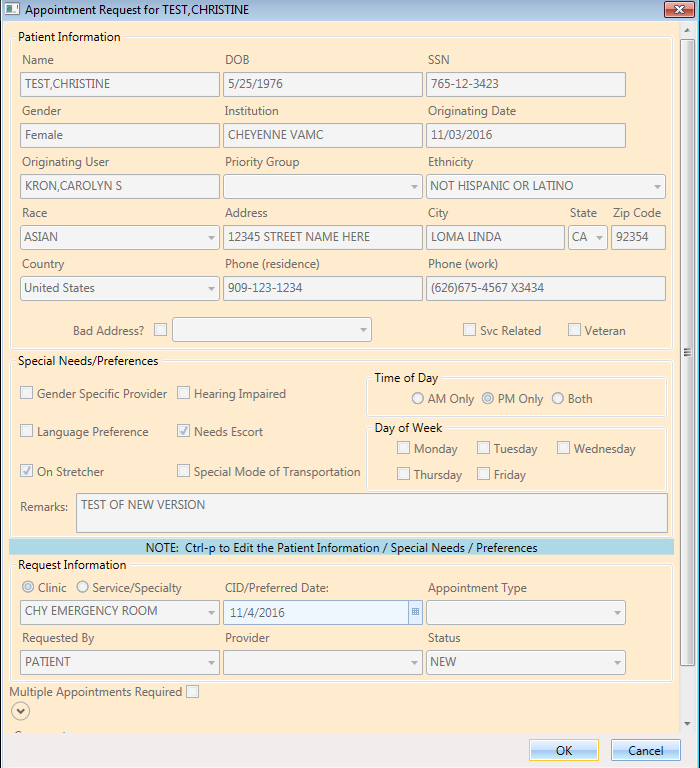 Appointment Request for TEST,CHRISTINE
Patient Information
Name DOB SSN
TEST,CHRISTINE 5/25/1976 765-12-3423
Gender Institution Originating Date
Female CHEYENNE VAMC 11/03/2016
Originating User Priority Group Ethnicity
KRON,CAROLYN S NOT HISPANIC OR LATINO
Race Address City State Zip Code
ASIAN 12345 STREET NAME HERE LOMA LINDA CA 92354
Country Phone (residence) Phone (work)
United States 909-123-1234 (626)675-4567 X3434
Bad Address? Svc Related Veteran
Special Needs/Preferences
Time of Day
Gender Specific Provider Hearing Impaired
AM Only PM Only Both
Language Preference Needs Escort
Day of Week
Monday Tuesday Wednesday
On Stretcher Special Mode of Transportation
Thursday Friday
Remarks: TEST OF NEW VERSION
NOTE: Ctrl-p to Edit the Patient Information / Special Needs / Preferences
Request Information
Clinic Service/Specialty CID/Preferred Date: Appointment Type
CHY EMERGENCY ROOM 11/4/2016
Requested By Provider Status
PATIENT NEW
Multiple Appointments Required
OK Cancel